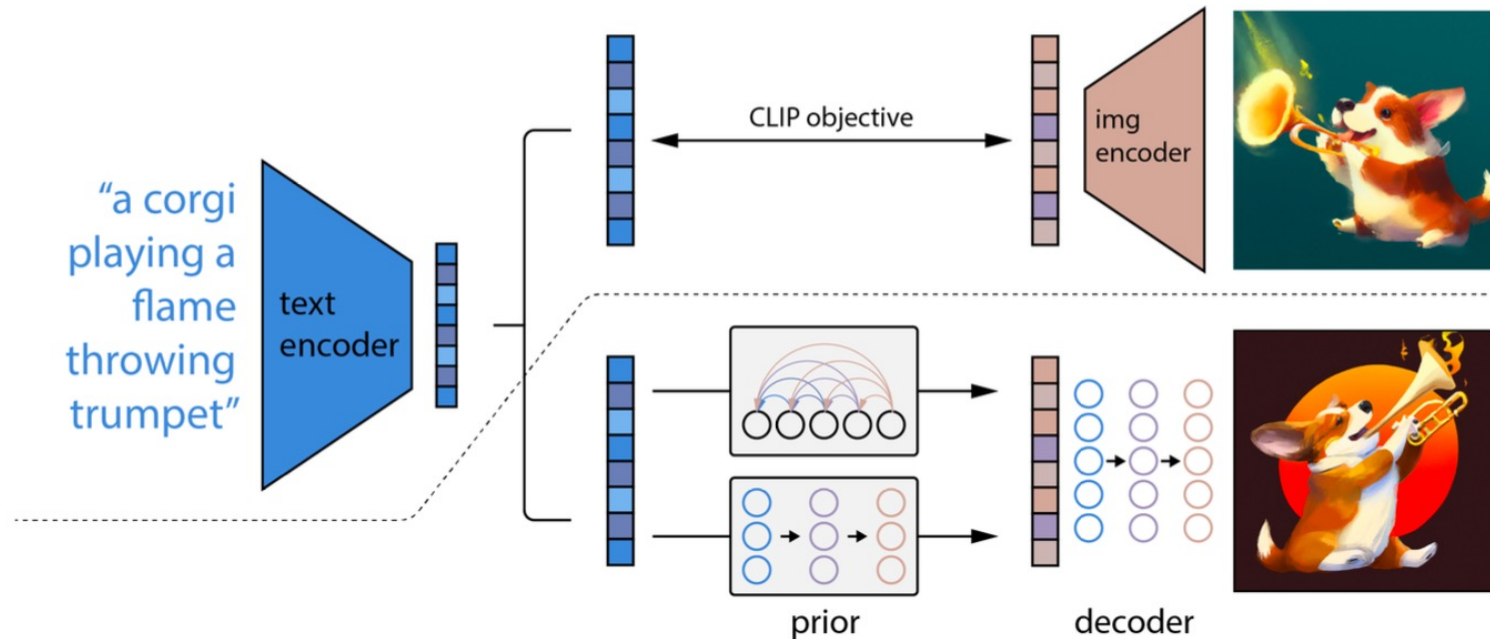 “a corgi
playing a
flame
throwing
trumpet”
text
encoder
CLIP objective
img
encoder
prior
decoder